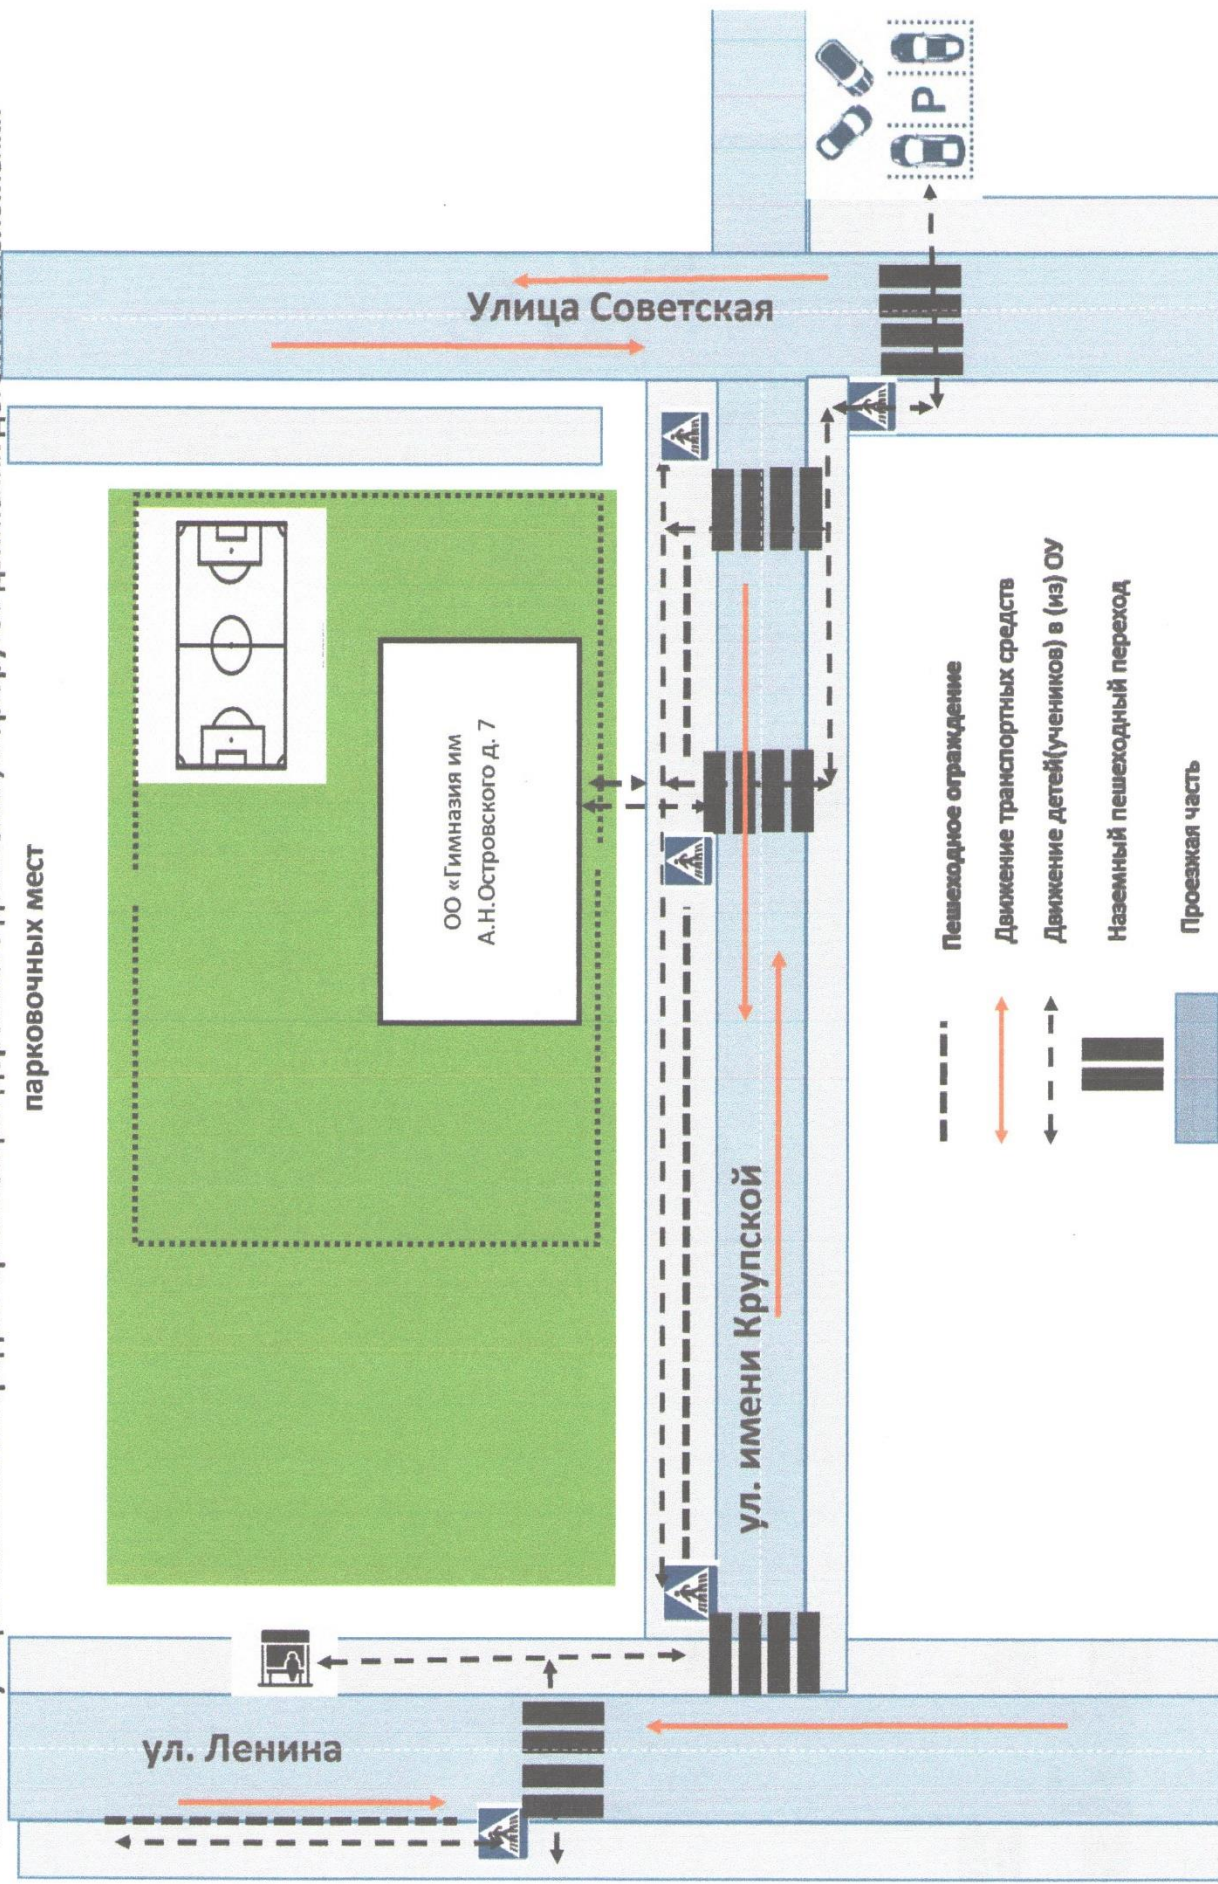 парковочных мест
Улица Советская
P
ОО «Гимназия им
А.Н.Островского д. 7
ул. имени Крупской
ул. Ленина
Пешеходное ограждение
Движение транспортных средств
Движение детей(учеников) в (из) ОУ
Наземный пешеходный переход
Проезжая часть